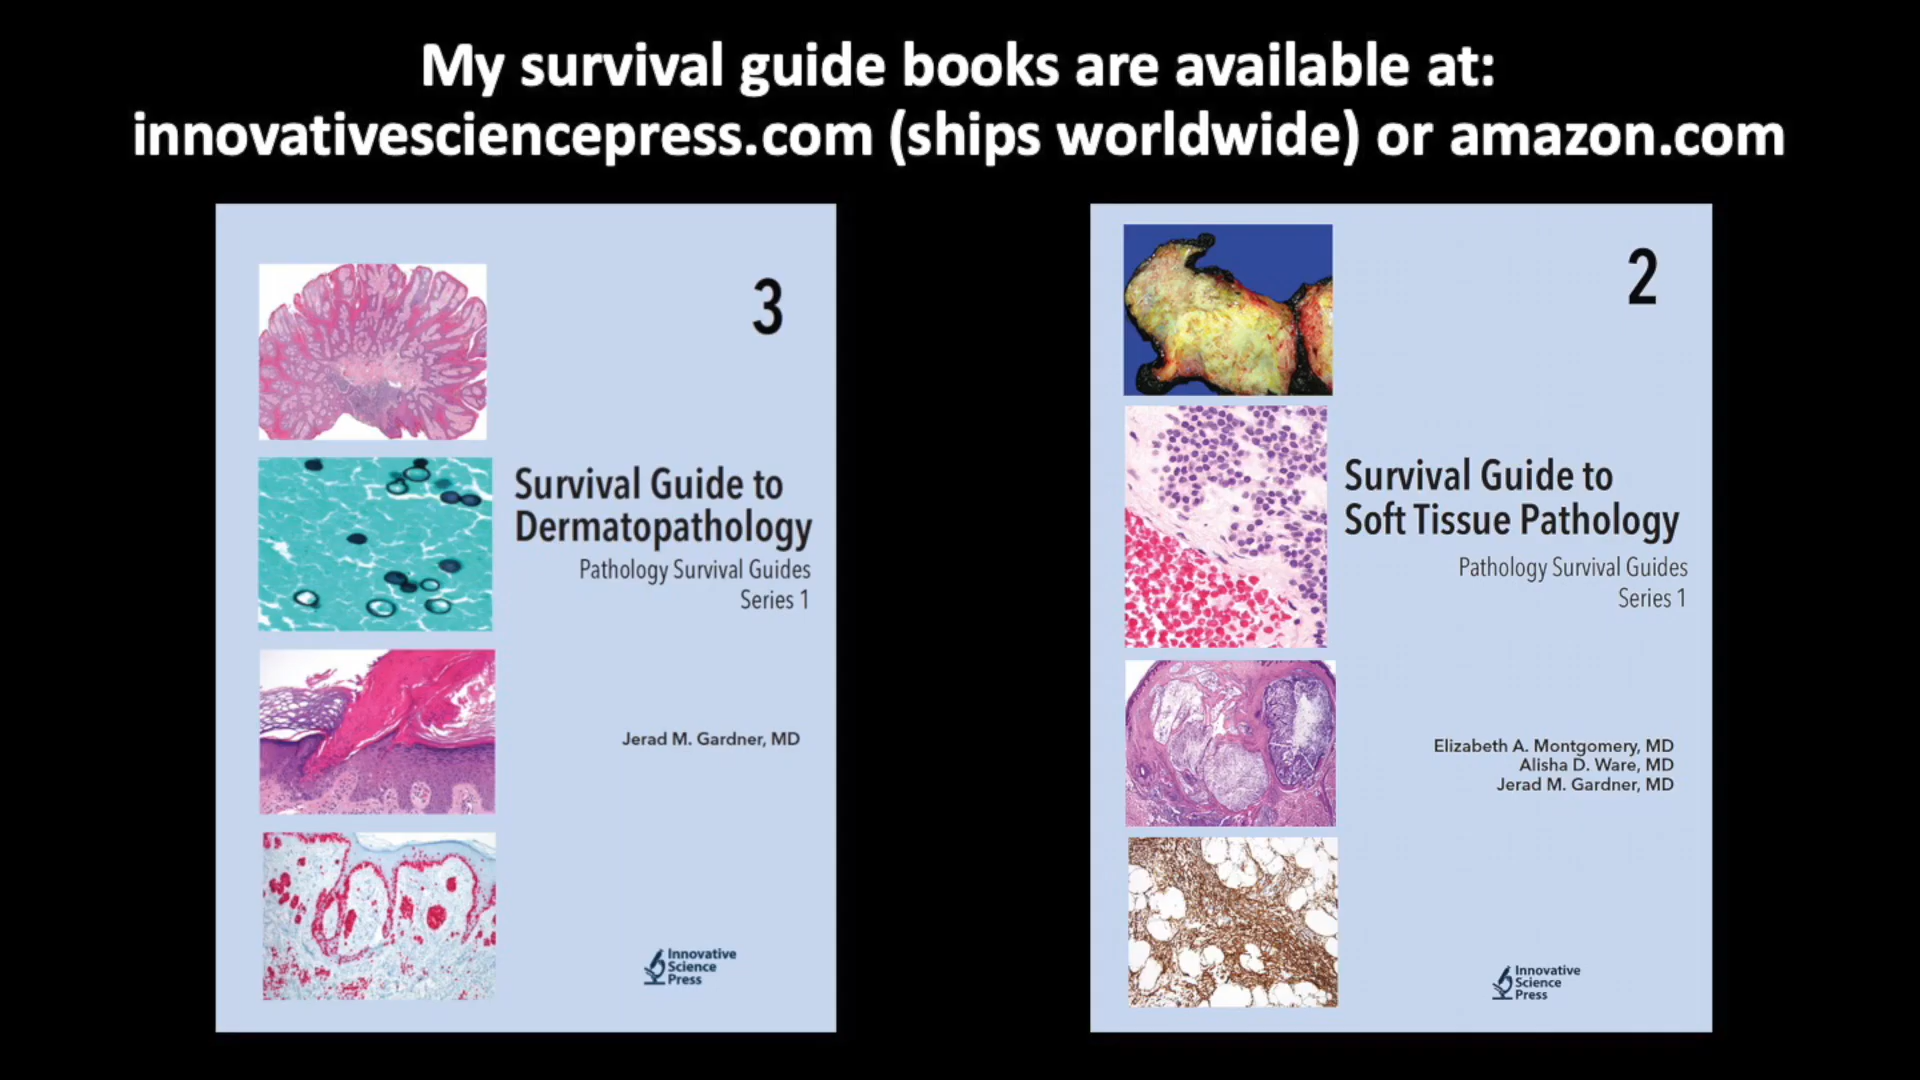 My survival guide books are available at:
innovativesciencepress.com (ships worldwide) or amazon.com
3
Survival Guide to
Dermatopathology
Pathology Survival Guides
Series 1
Jerad M. Gardner, MD
Innovative
Science
Press
2
Survival Guide to
Soft Tissue Pathology
Pathology Survival Guides
Series 1
Elizabeth A. Montgomery, MD
Alisha D. Ware, MD
Jerad M. Gardner, MD
Innovative
Science
Press